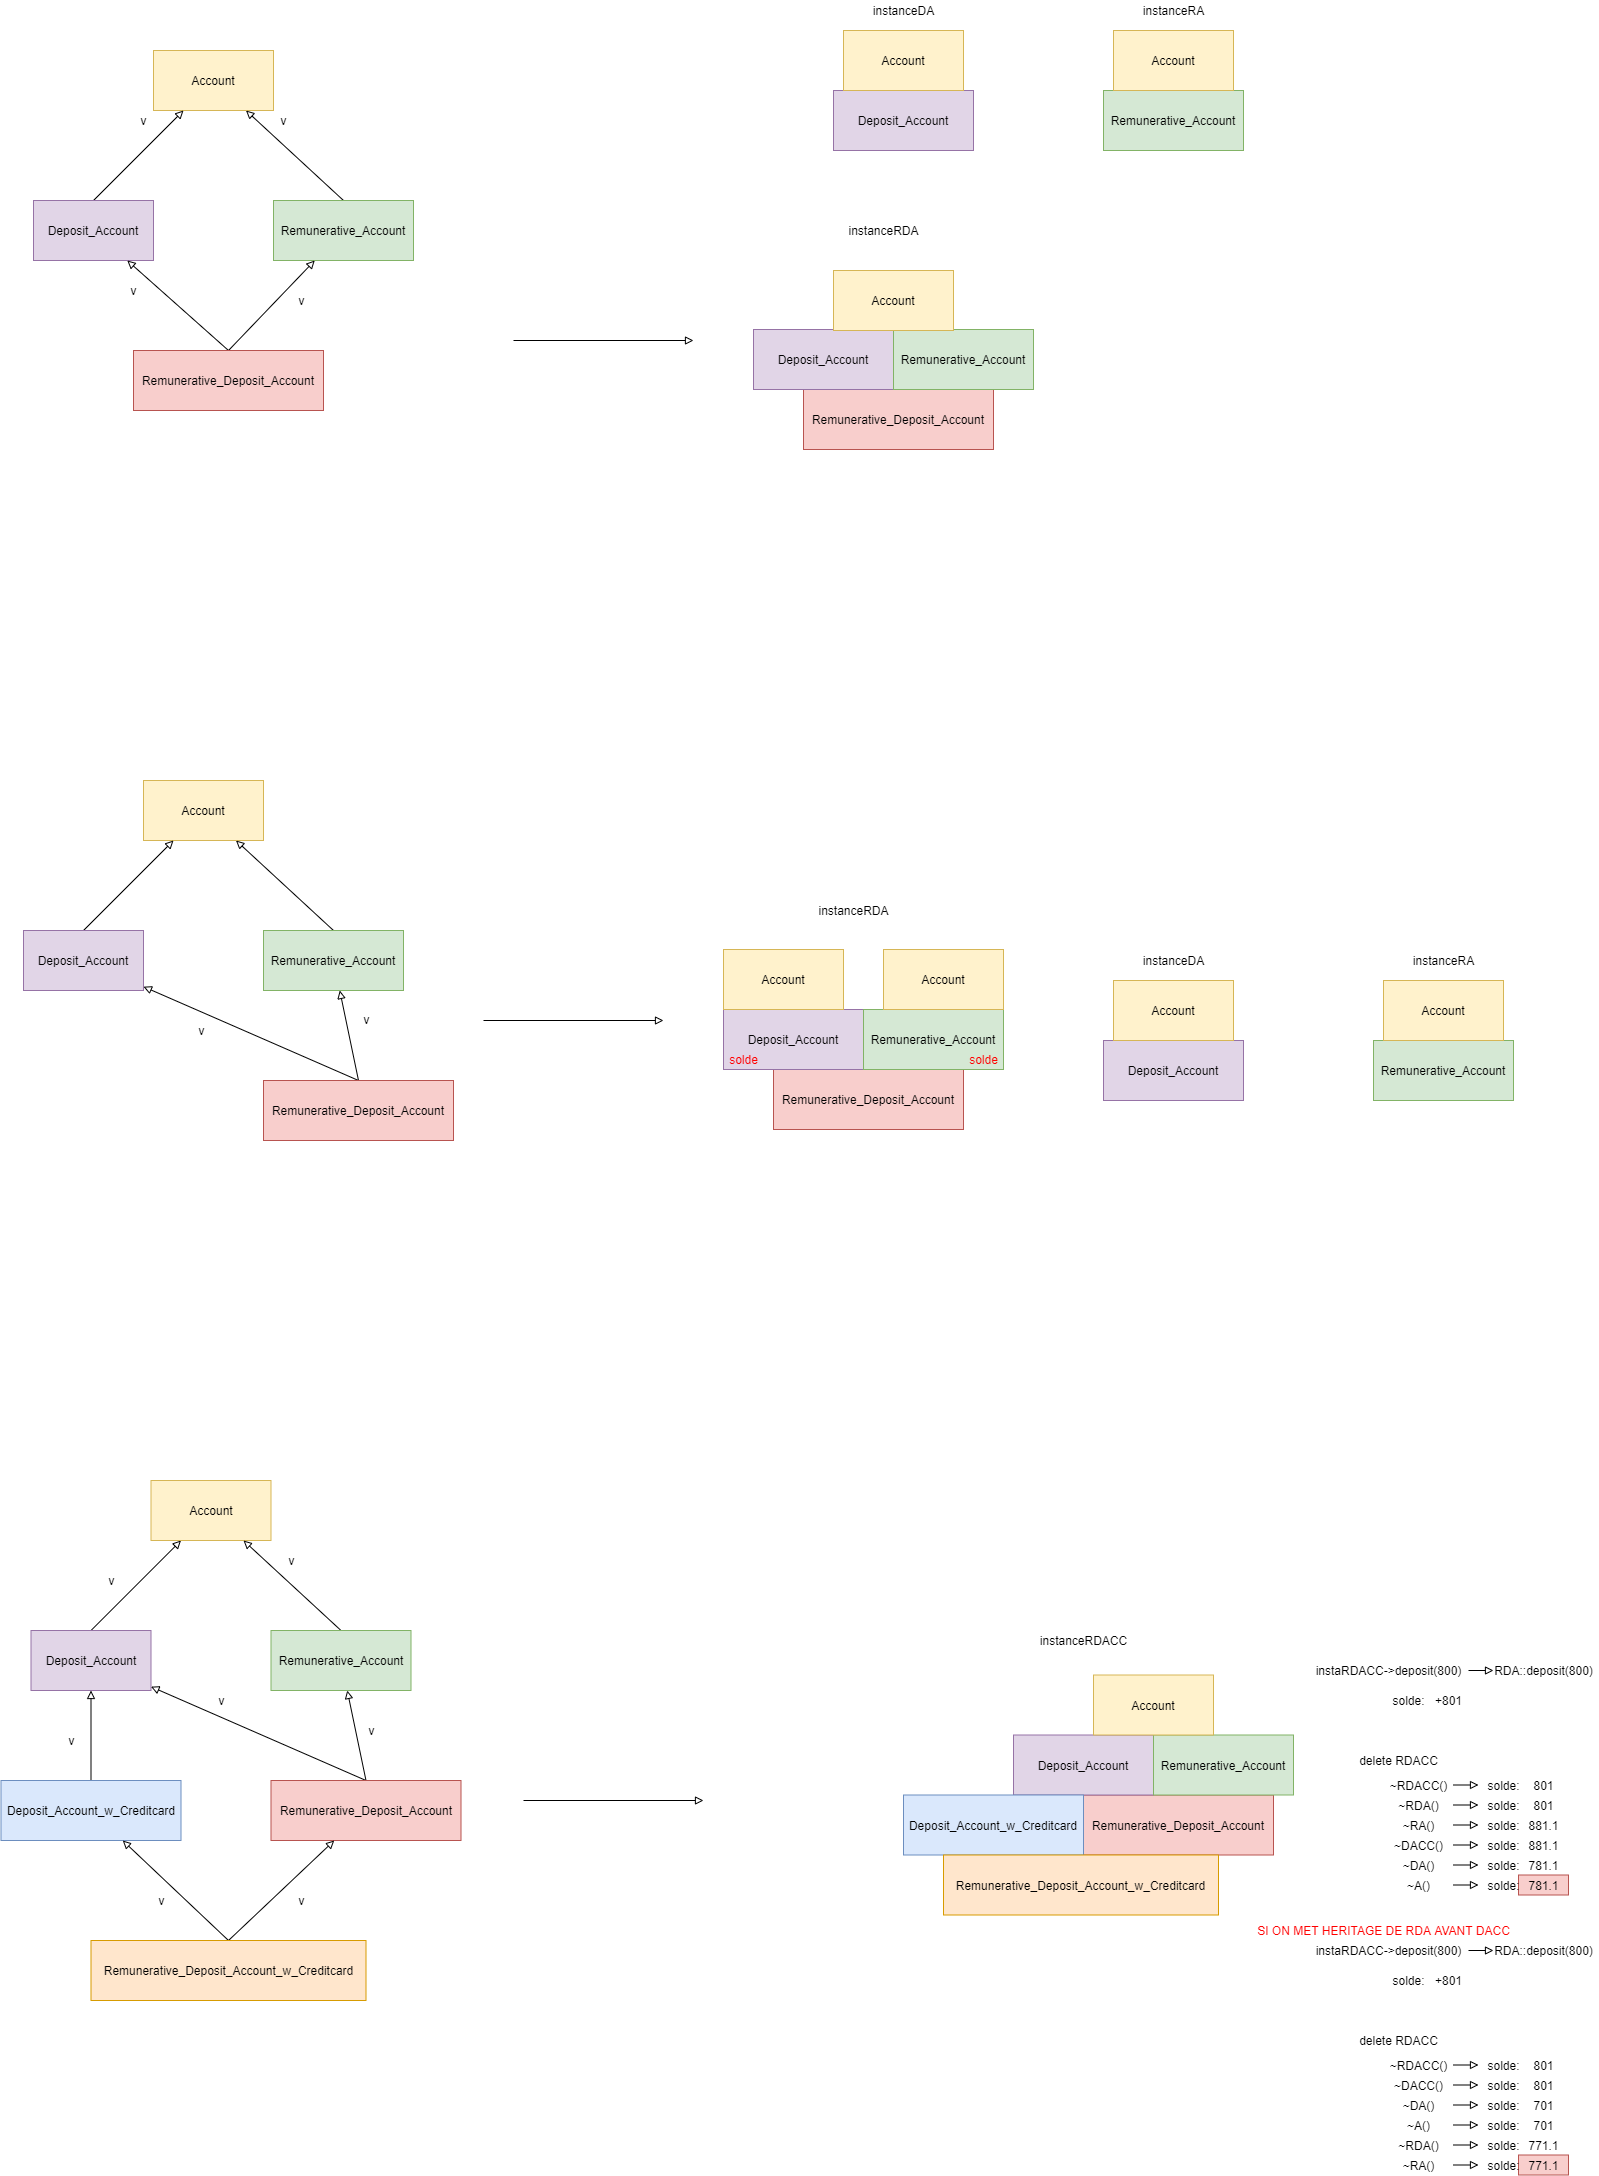 instanceDA
instanceRA
Account
Account
Account
v
v
Deposit_Account
Remunerative_Account
Deposit_Account
Remunerative_Account
instanceRDA
v
v
Account
Deposit_Account
Remunerative_Account
Remunerative_Deposit_Account
Remunerative_Deposit_Account
Account
instanceRDA
Deposit_Account
Remunerative_Account
instanceDA
instanceRA
Account
Account
Account
Account
v
v
Deposit_Account
Remunerative_Account
solde
solde
Deposit_Account
Remunerative_Account
Remunerative_Deposit_Account
Remunerative_Deposit_Account
Account
v
v
Deposit_Account
Remunerative_Account
v
v
v
Deposit_Account_w_Creditcard
Remunerative_Deposit_Account
v
v
Remunerative_Deposit_Account_w_Creditcard
instanceRDACC
Account
Deposit_Account
Remunerative_Account
Deposit_Account_w_Creditcard
Remunerative_Deposit_Account
Remunerative_Deposit_Account_w_Creditcard
instaRDACC->deposit(800) RDA::deposit(800)
solde: +801
delete RDACC
~RDACC() solde: 801
~RDA() solde: 801
~RA() solde: 881.1
~DACC() solde: 881.1
~DA() solde: 781.1
~A() solde: 781.1
SI ON MET HERITAGE DE RDA AVANT DACC
instaRDACC->deposit(800) RDA::deposit(800)
solde: +801
delete RDACC
~RDACC() solde: 801
~DACC() solde: 801
~DA() solde: 701
~A() solde: 701
~RDA() solde: 771.1
~RA() solde: 771.1